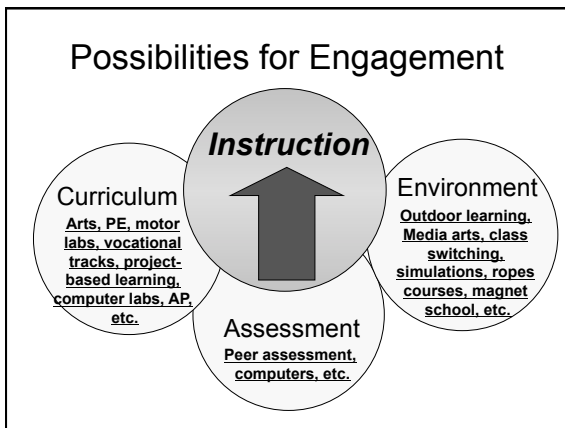 Possibilities for Engagement
Instruction
Curriculum
Arts, PE, motor
labs, vocational
tracks, project-
based learning,
computer labs, AP,
etc.
Environment
Outdoor learning,
Media arts, class
switching,
simulations, ropes
courses, magnet
school, etc.
Assessment
Peer assessment,
computers, etc.